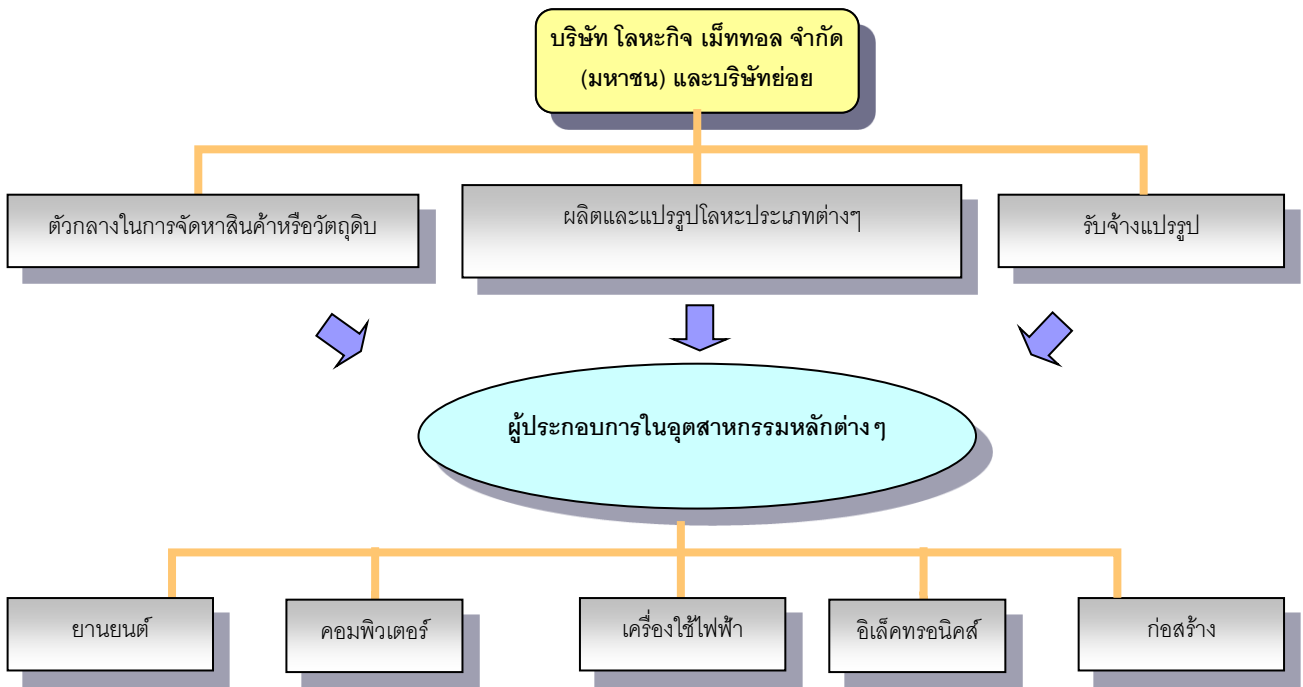 บริษัท โลหะกิจ เม็ททอล จำกัด
(มหาชน) และบริษัทย่อย
ตัวกลางในการจัดหาสินค้าหรือวัตถุดิบ
ผลิตและแปรรูปโลหะประเภทต่างๆ
รับจ้างแปรรูป
ผู้ประกอบการในอุตสาหกรรมหลักต่างๆ
ยานยนต์
คอมพิวเตอร์
เครื่องใช้ไฟฟ้า
อิเล็คทรอนิคส์
ก่อสร้าง